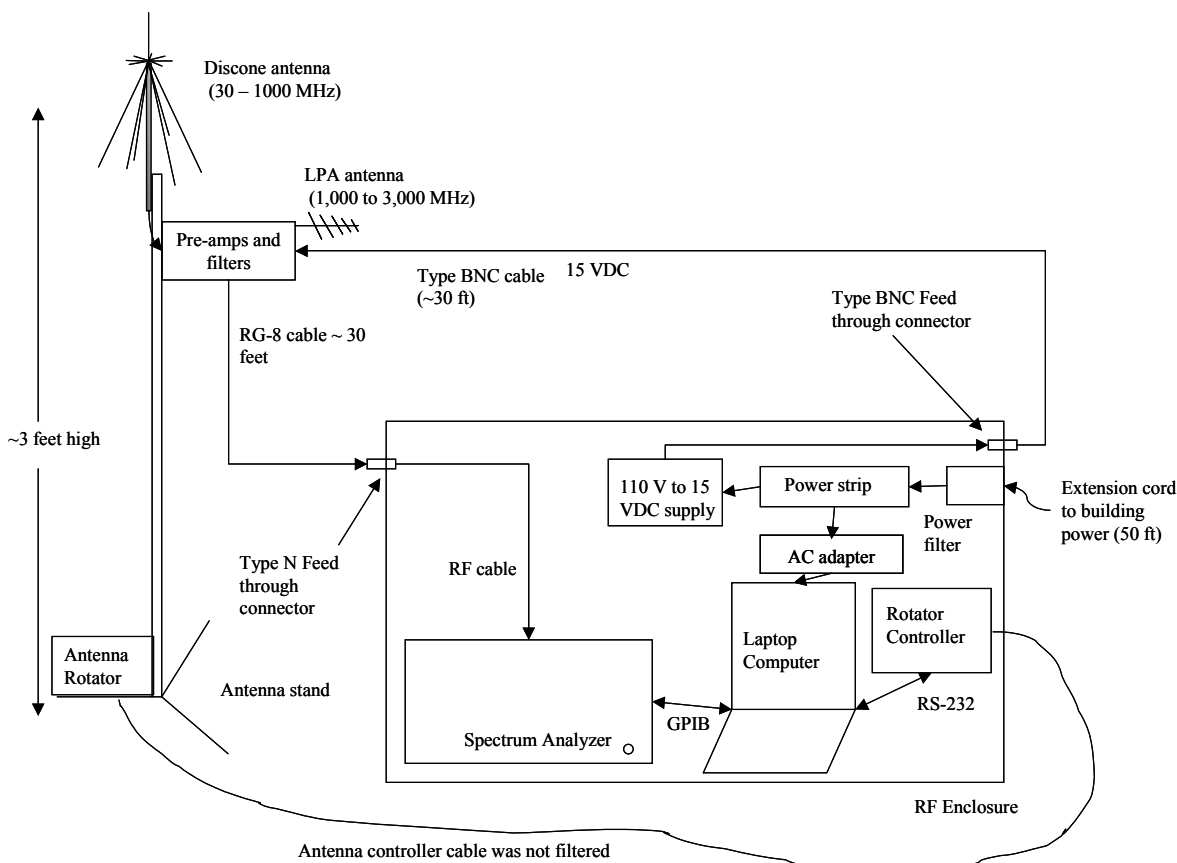 Discone antenna
(30 – 1000 MHz)
LPA antenna
(1,000 to 3,000 MHz)
Pre-amps and
filters
15 VDC
Type BNC cable
(~30 ft)
Type BNC Feed
through connector
RG-8 cable ~ 30
feet
~3 feet high
110 V to 15
VDC supply
Power strip
Power
filter
Extension cord
to building
power (50 ft)
AC adapter
Type N Feed
through
connector
RF cable
Laptop
Computer
Rotator
Controller
Antenna
Rotator
Antenna stand
RS-232
GPIB
Spectrum Analyzer
RF Enclosure
Antenna controller cable was not filtered